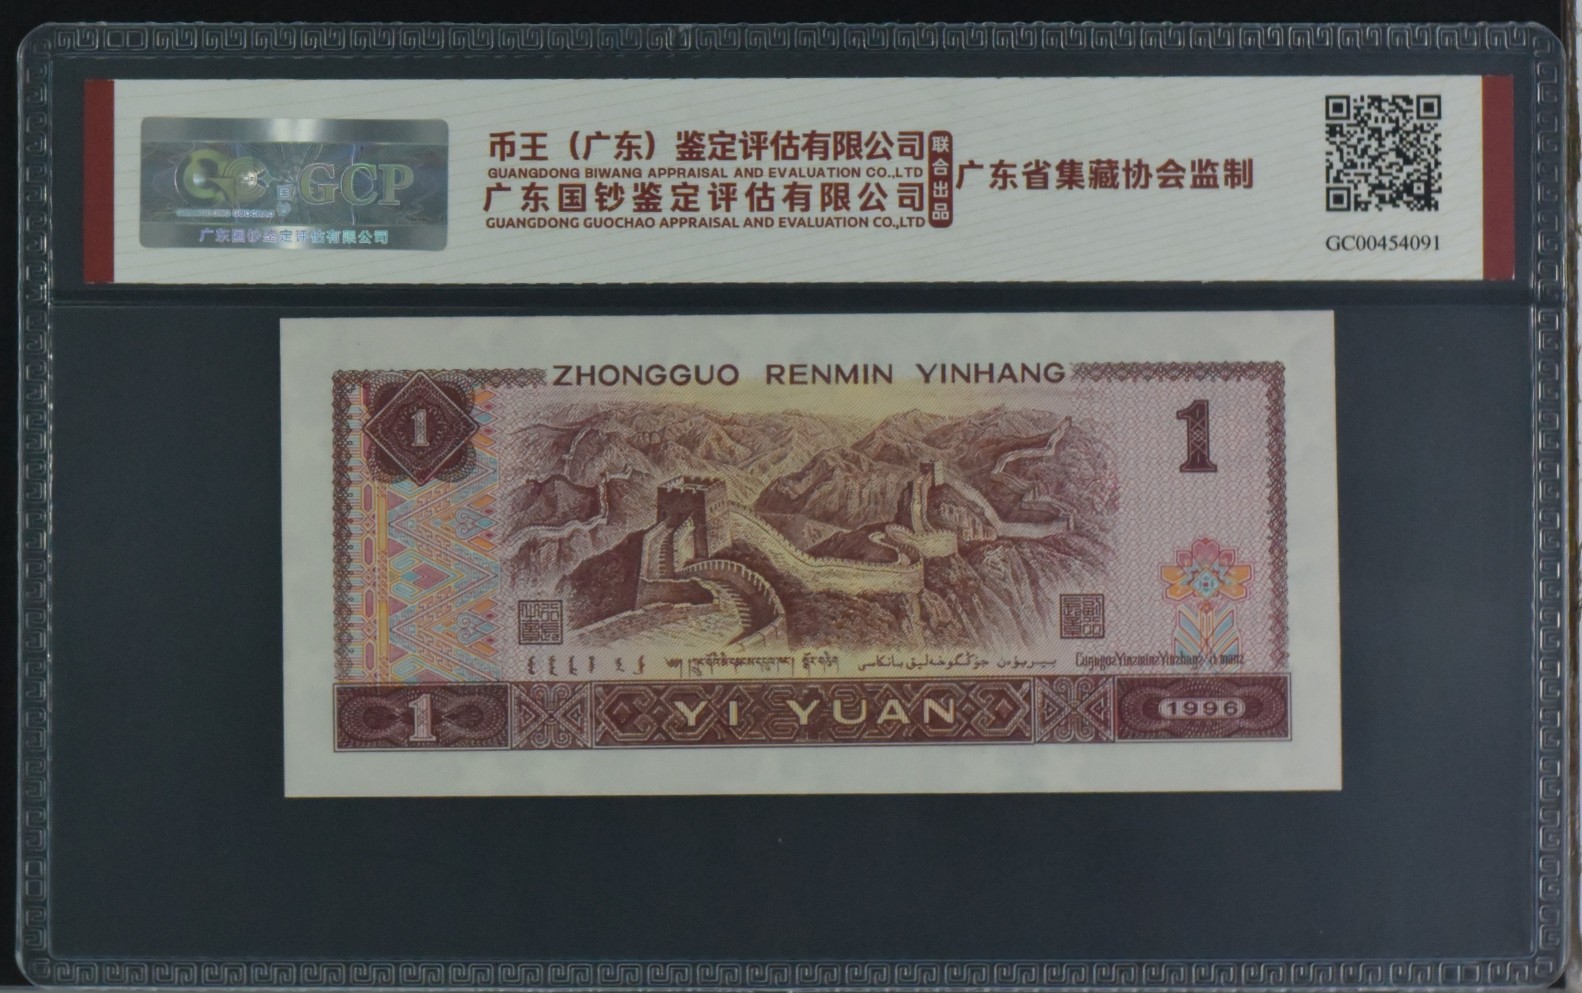 GCP
国钞
广东国钞鉴定评估有限公司
币王（广东）鉴定评估有限公司
GUANGDONG BIWANG APPRAISAL AND EVALUATION CO.,LTD
广东国钞鉴定评估有限公司
GUANGDONG GUOCHAO APPRAISAL AND EVALUATION CO.,LTD
联合出品
广东省集藏协会监制
GC00454091
ZHONGGUO RENMIN YINHANG
1
1
1
YI YUAN
1996